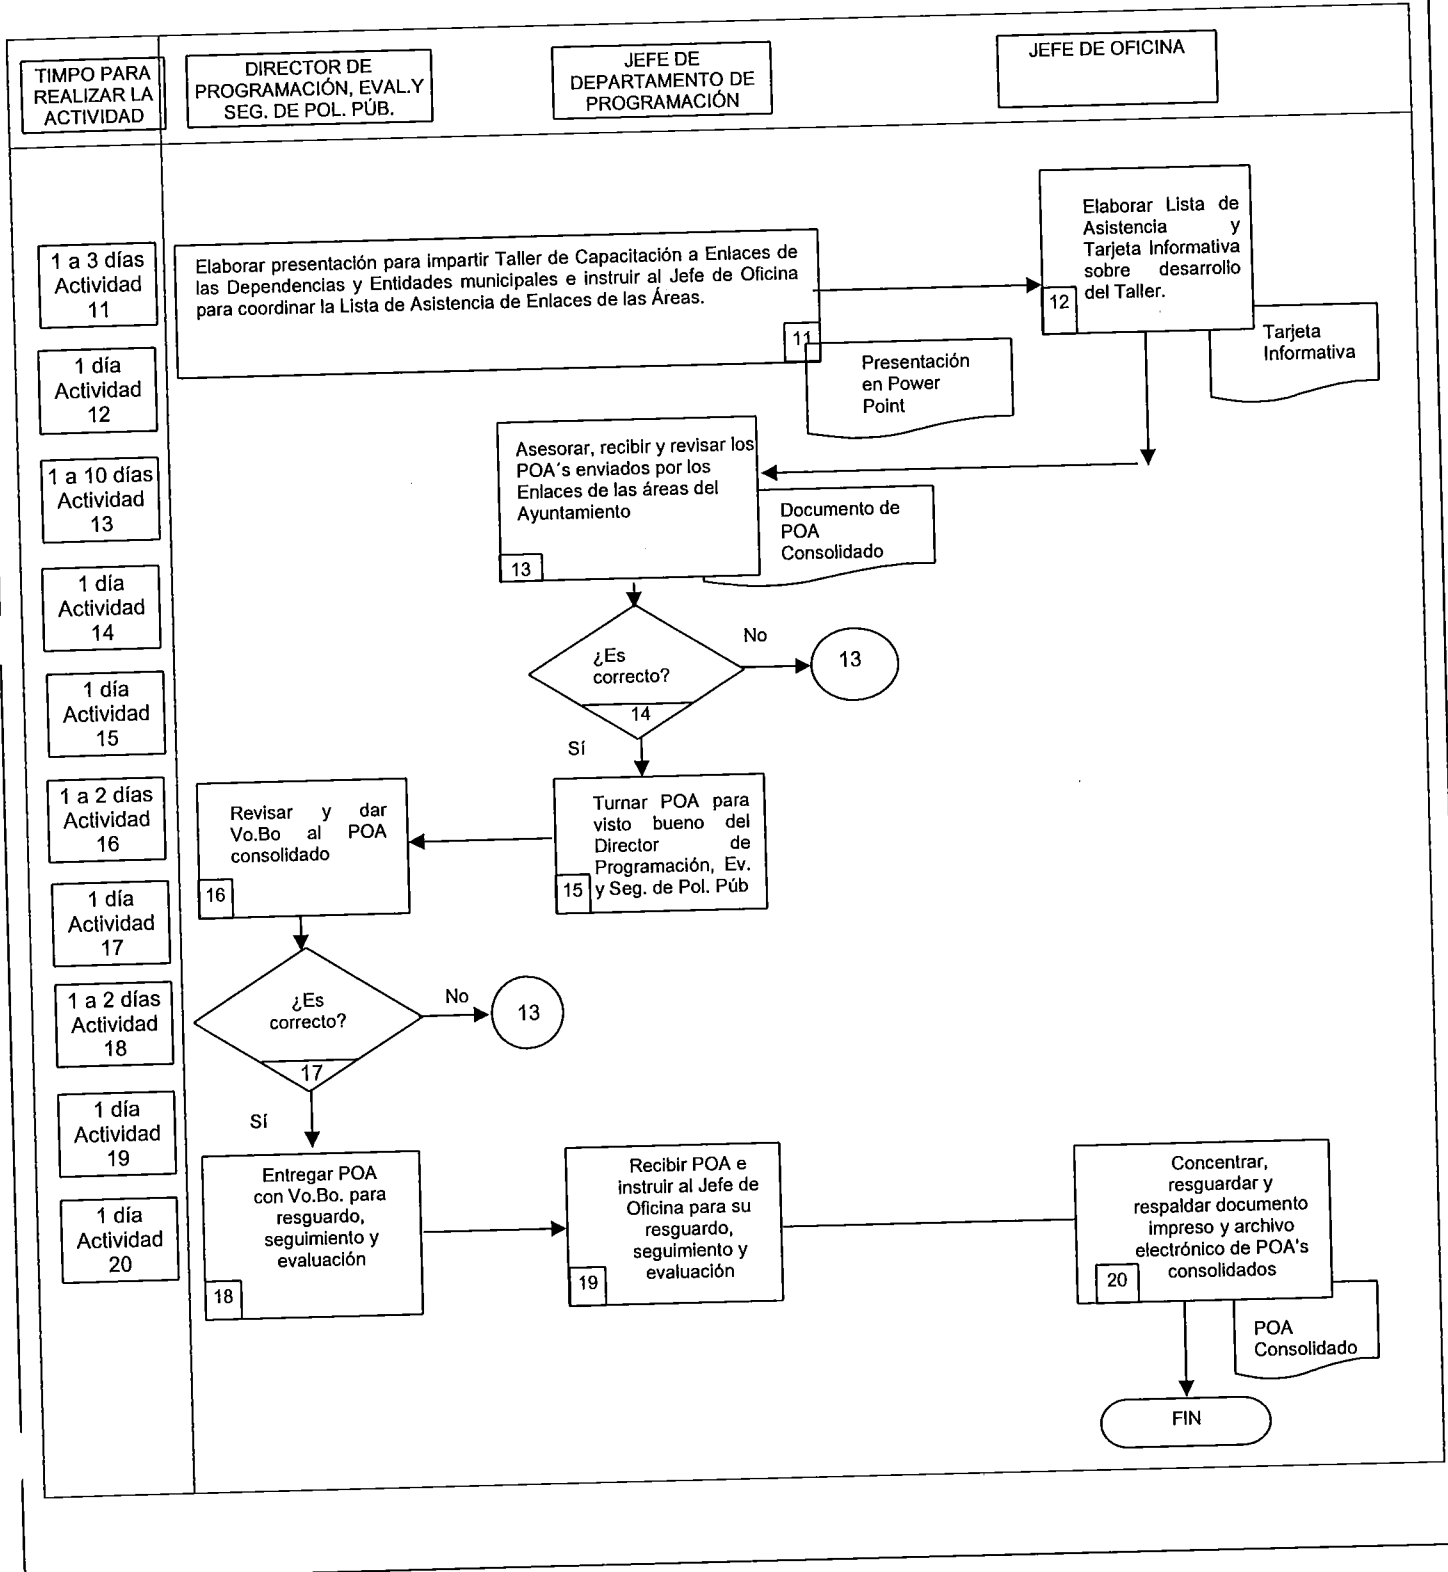 TIMPO PARA
REALIZAR LA
ACTIVIDAD
DIRECTOR DE
PROGRAMACIÓN, EVAL.Y
SEG. DE POL. PÚB.
JEFE DE
DEPARTAMENTO DE
PROGRAMACIÓN
JEFE DE OFICINA
1 a 3 días
Actividad
11
1 día
Actividad
12
1 a 10 días
Actividad
13
1 día
Actividad
14
1 día
Actividad
15
1 a 2 días
Actividad
16
1 día
Actividad
17
1 a 2 días
Actividad
18
1 día
Actividad
19
1 día
Actividad
20
Elaborar presentación para impartir Taller de Capacitación a Enlaces de
las Dependencias y Entidades municipales e instruir al Jefe de Oficina
para coordinar la Lista de Asistencia de Enlaces de las Áreas.
11
Presentación
en Power
Point
Elaborar Lista de
Asistencia y
Tarjeta Informativa
sobre desarrollo
del Taller.
12
Tarjeta
Informativa
Asesorar, recibir y revisar los
POA´s enviados por los
Enlaces de las áreas del
Ayuntamiento
13
Documento de
POA
Consolidado
¿Es
correcto?
14
No
13
Sí
Turnar POA para
visto bueno del
Director de
Programación, Ev.
y Seg. de Pol. Púb
15
Revisar y dar
Vo.Bo al POA
consolidado
16
¿Es
correcto?
17
No
13
Sí
Entregar POA
con Vo.Bo. para
resguardo,
seguimiento y
evaluación
18
Recibir POA e
instruir al Jefe de
Oficina para su
resguardo,
seguimiento y
evaluación
19
Concentrar,
resguardar y
respaldar documento
impreso y archivo
electrónico de POA's
consolidados
20
POA
Consolidado
FIN